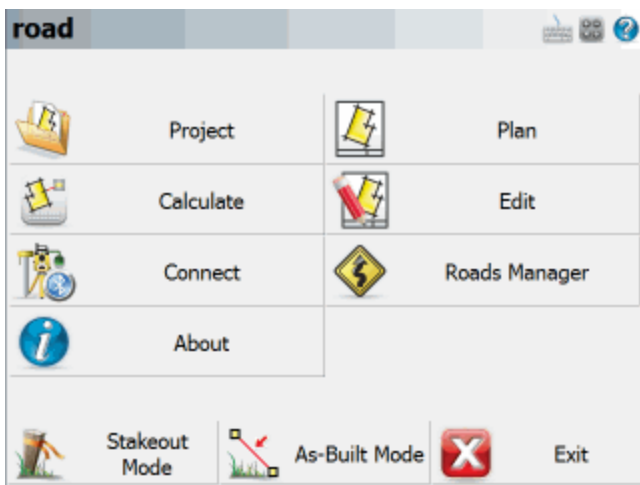 road
Project
Plan
Calculate
Edit
Connect
Roads Manager
About
Stakeout
Mode
As-Built Mode
Exit